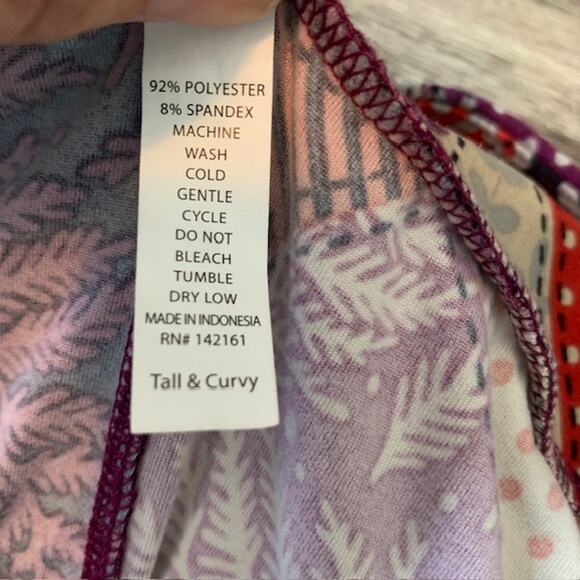 92% POLYESTER
8% SPANDEX
MACHINE
WASH
COLD
GENTLE
CYCLE
DO NOT
BLEACH
TUMBLE
DRY LOW
MADE IN INDONESIA
RN# 142161
Tall & Curvy